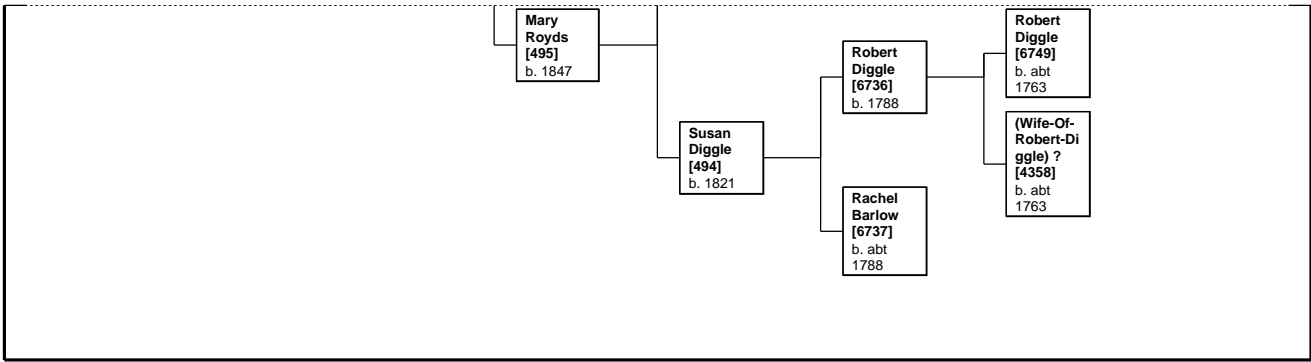 Mary
Royds
[495]
b. 1847
Susan
Diggle
[494]
b. 1821
Robert
Diggle
[6736]
b. 1788
Rachel
Barlow
[6737]
b. abt
1788
Robert
Diggle
[6749]
b. abt
1763
(Wife-Of-
Robert-Di
ggle) ?
[4358]
b. abt
1763